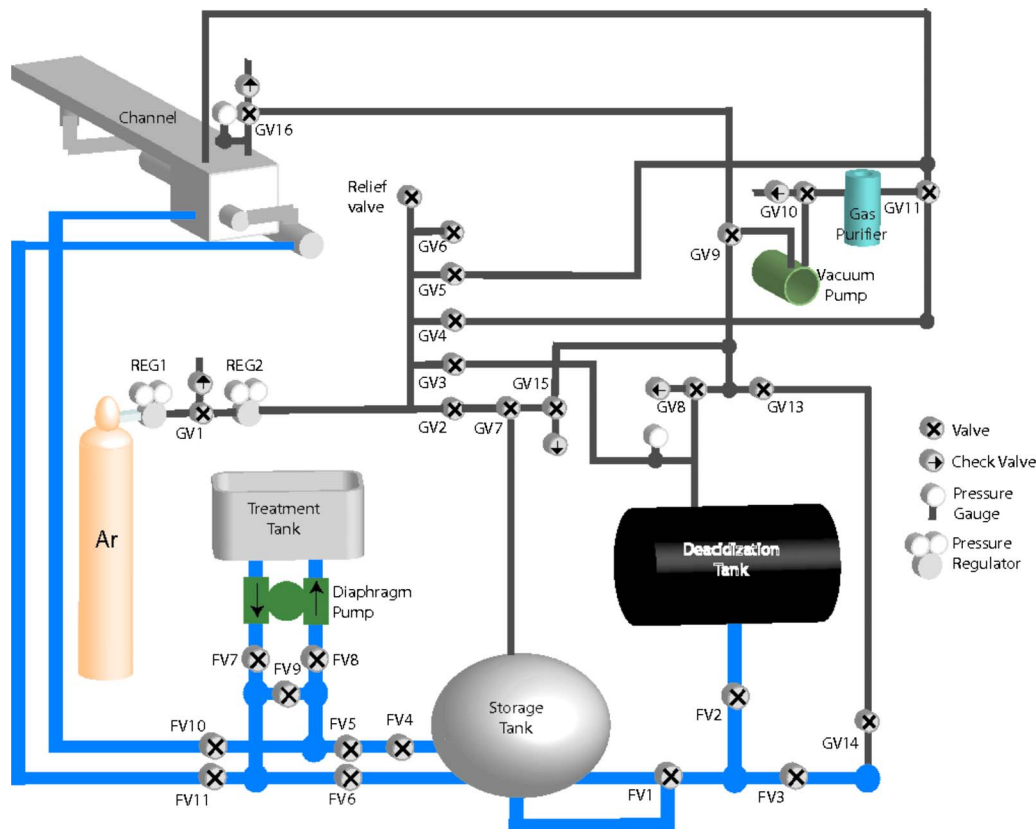 Channel
GV16
Relief
valve
GV6
GV5
GV4
GV3
GV2
GV7
GV15
GV9
GV10
Gas
Purifier
GV11
Vacuum
Pump
GV8
GV13
REG1
REG2
GV1
Ar
Treatment
Tank
Diaphragm
Pump
Deacidization
Tank
Valve
Check Valve
Pressure
Gauge
Pressure
Regulator
FV7
FV9
FV8
Storage
Tank
FV2
GV14
FV10
FV5
FV4
FV11
FV6
FV1
FV3